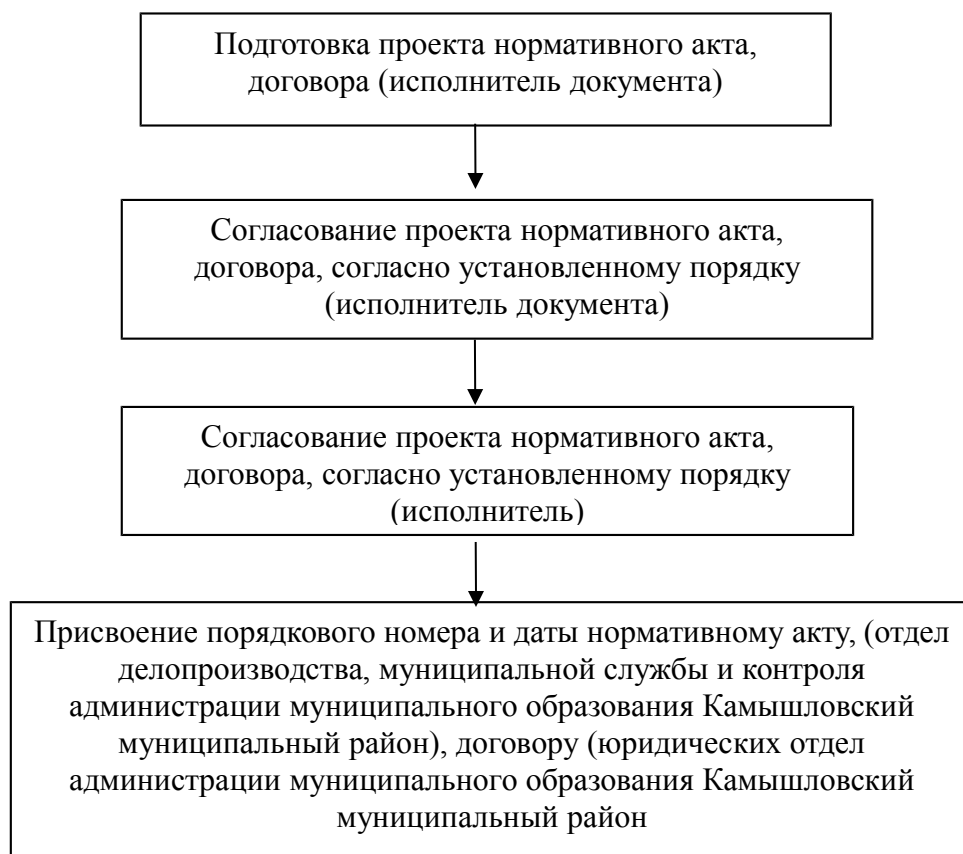 Подготовка проекта нормативного акта,
договора (исполнитель документа)
Согласование проекта нормативного акта,
договора, согласно установленному порядку
(исполнитель документа)
Согласование проекта нормативного акта,
договора, согласно установленному порядку
(исполнитель)
Присвоение порядкового номера и даты нормативному акту, (отдел
делопроизводства, муниципальной службы и контроля
администрации муниципального образования Камышловский
муниципальный район), договору (юридических отдел
администрации муниципального образования Камышловский
муниципальный район